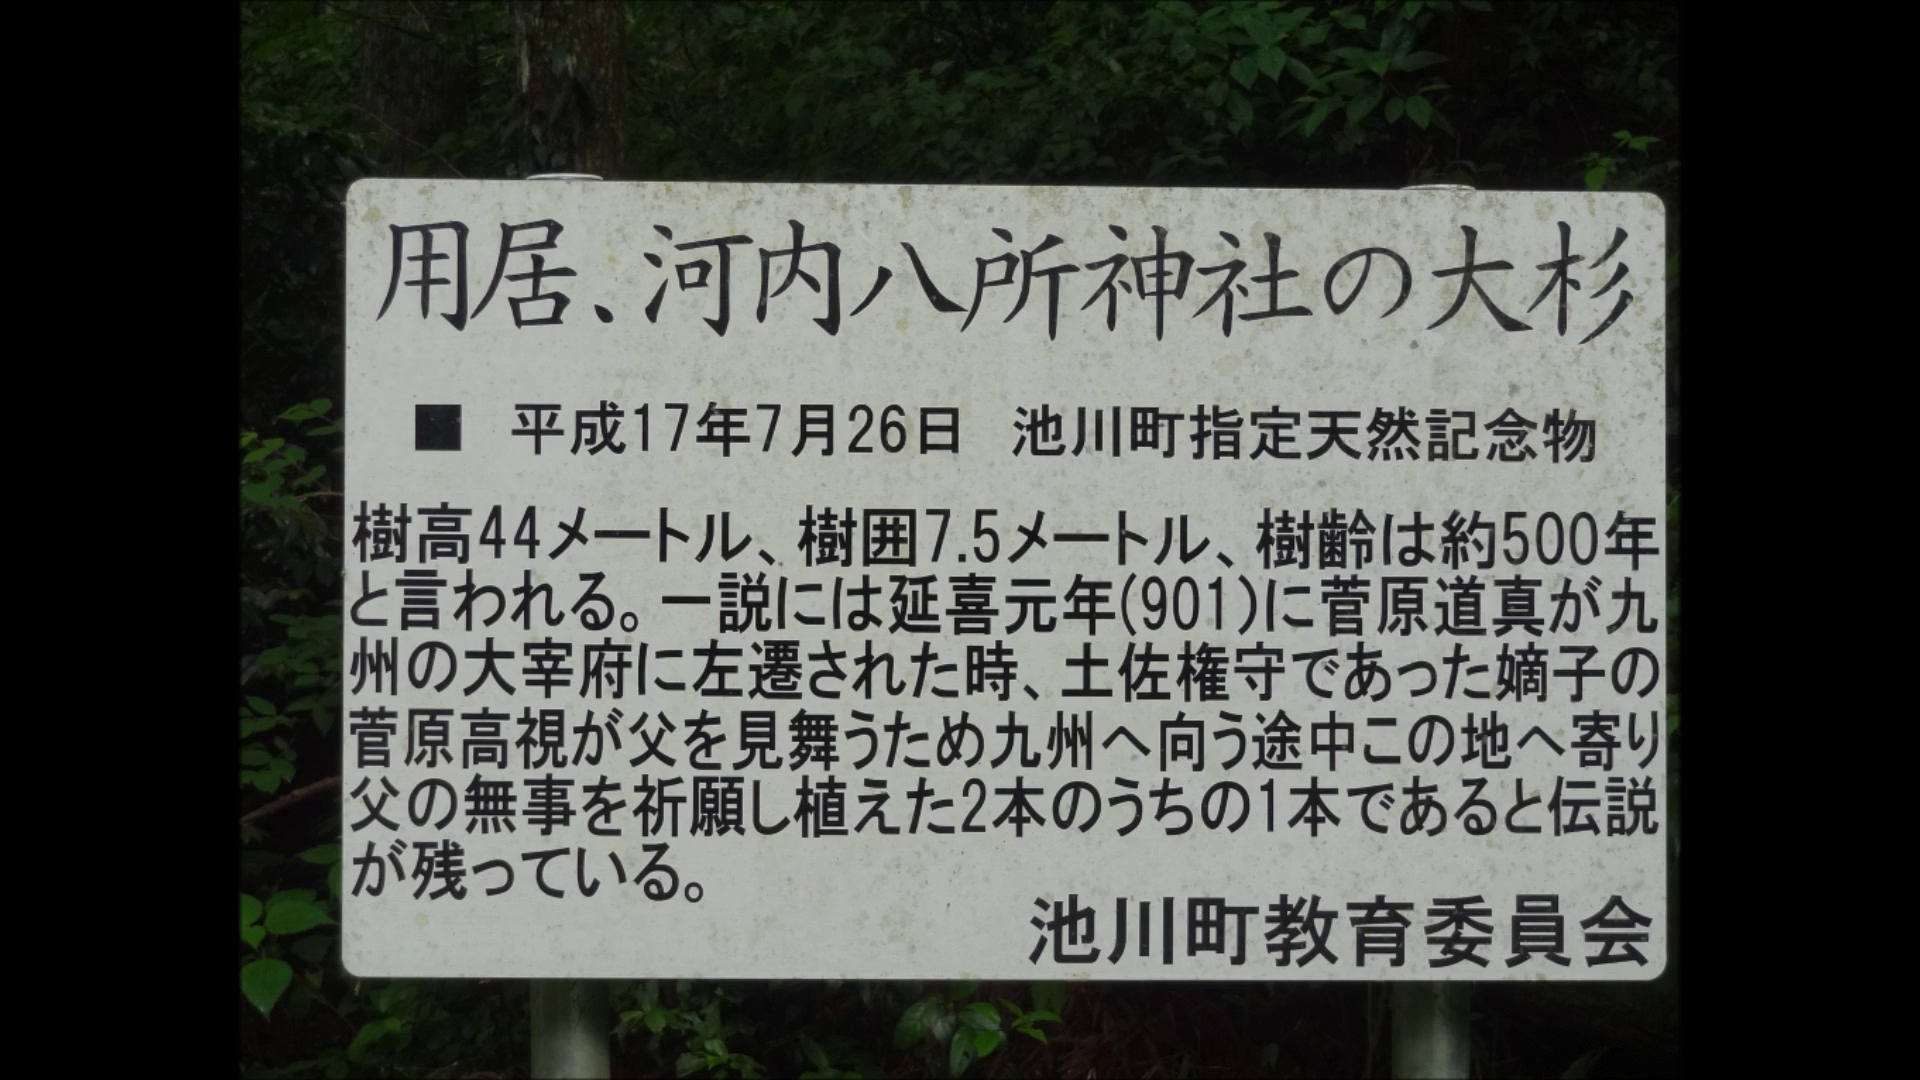 用居、河内八所神社の大杉
■ 平成17年7月26日 池川町指定天然記念物
樹高44メートル、樹囲7.5メートル、樹齢は約500年
と言われる。一説には延喜元年(901)に菅原道真が九
州の大宰府に左遷された時、土佐権守であった嫡子の
菅原高視が父を見舞うため九州へ向う途中この地へ寄り
父の無事を祈願し植えた2本のうちの1本であると伝説
が残っている。
池川町教育委員会